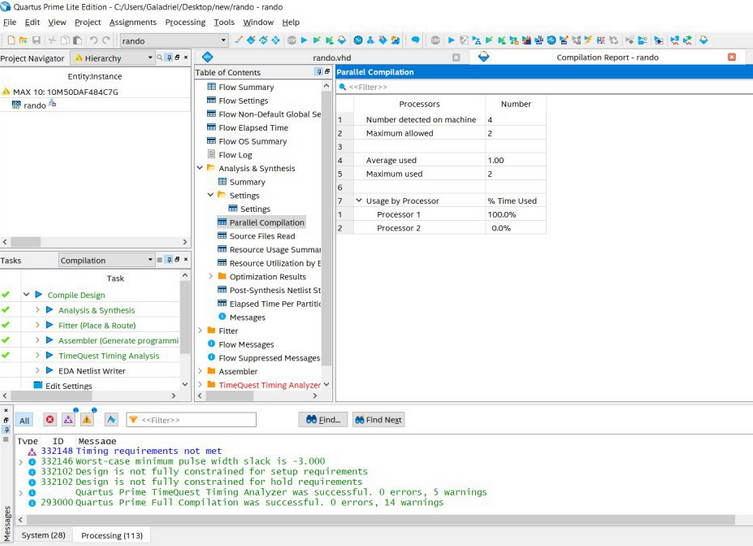 Quartus Prime Lite Edition - C:/Users/Galadriel/Desktop/new/rando - rando
File Edit View Project Assignments Processing Tools Window Help
rando
Project Navigator Hierarchy
Entity:Instance
MAX 10: 10M50DAF484C7G
rando
Tasks Compilation
Task
Compile Design
Analysis & Synthesis
Fitter (Place & Route)
Assembler (Generate programmi
TimeQuest Timing Analysis
EDA Netlist Writer
Edit Settings
rando.vhd
Compilation Report - rando
Table of Contents
Flow Summary
Flow Settings
Flow Non-Default Global Se
Flow Elapsed Time
Flow OS Summary
Flow Log
Analysis & Synthesis
Summary
Settings
Settings
Parallel Compilation
Source Files Read
Resource Usage Summar
Resource Utilization by E
Optimization Results
Post-Synthesis Netlist St
Elapsed Time Per Partitic
Messages
Fitter
Flow Messages
Flow Suppressed Messages
Assembler
TimeQuest Timing Analyzer
Parallel Compilation
<<Filter>>
Processors Number
1 Number detected on machine 4
2 Maximum allowed 2
3
4 Average used 1.00
5 Maximum used 2
6
7 Usage by Processor % Time Used
1 Processor 1 100.0%
2 Processor 2 0.0%
All <<Filter>> Find... Find Next
Type ID Message
332148 Timing requirements not met
332146 Worst-case minimum pulse width slack is -3.000
332102 Design is not fully constrained for setup requirements
332102 Design is not fully constrained for hold requirements
Quartus Prime TimeQuest Timing Analyzer was successful. 0 errors, 5 warnings
293000 Quartus Prime Full Compilation was successful. 0 errors, 14 warnings
Messages
System (28) Processing (113)